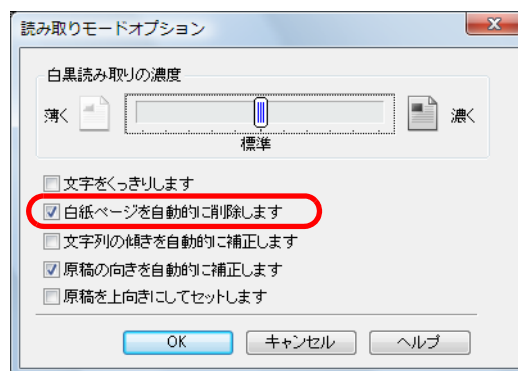 読み取りモードオプション
白黒読み取りの濃度
薄く 濃く
標準
文字をくっきりします
白紙ページを自動的に削除します
文字列の傾きを自動的に補正します
原稿の向きを自動的に補正します
原稿を上向きにしてセットします
OK キャンセル ヘルプ